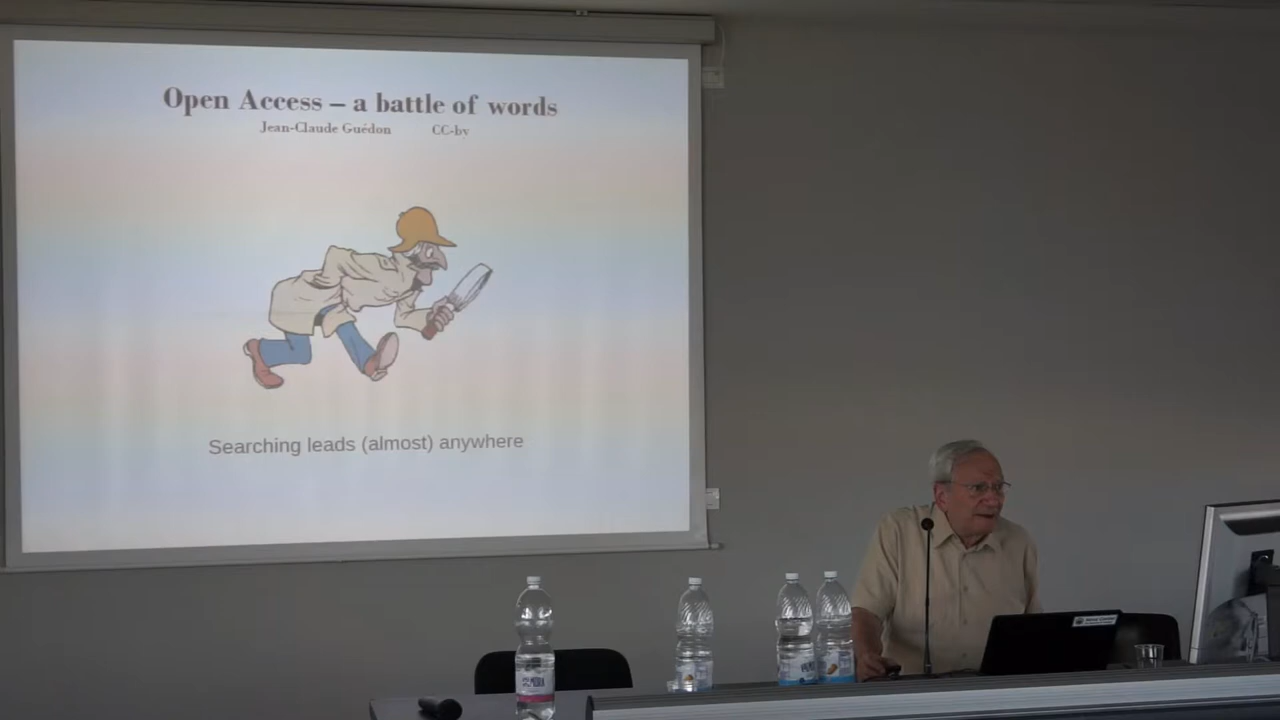 Open Access – a battle of words
Jean-Claude Guédon CC-by
Searching leads (almost) anywhere